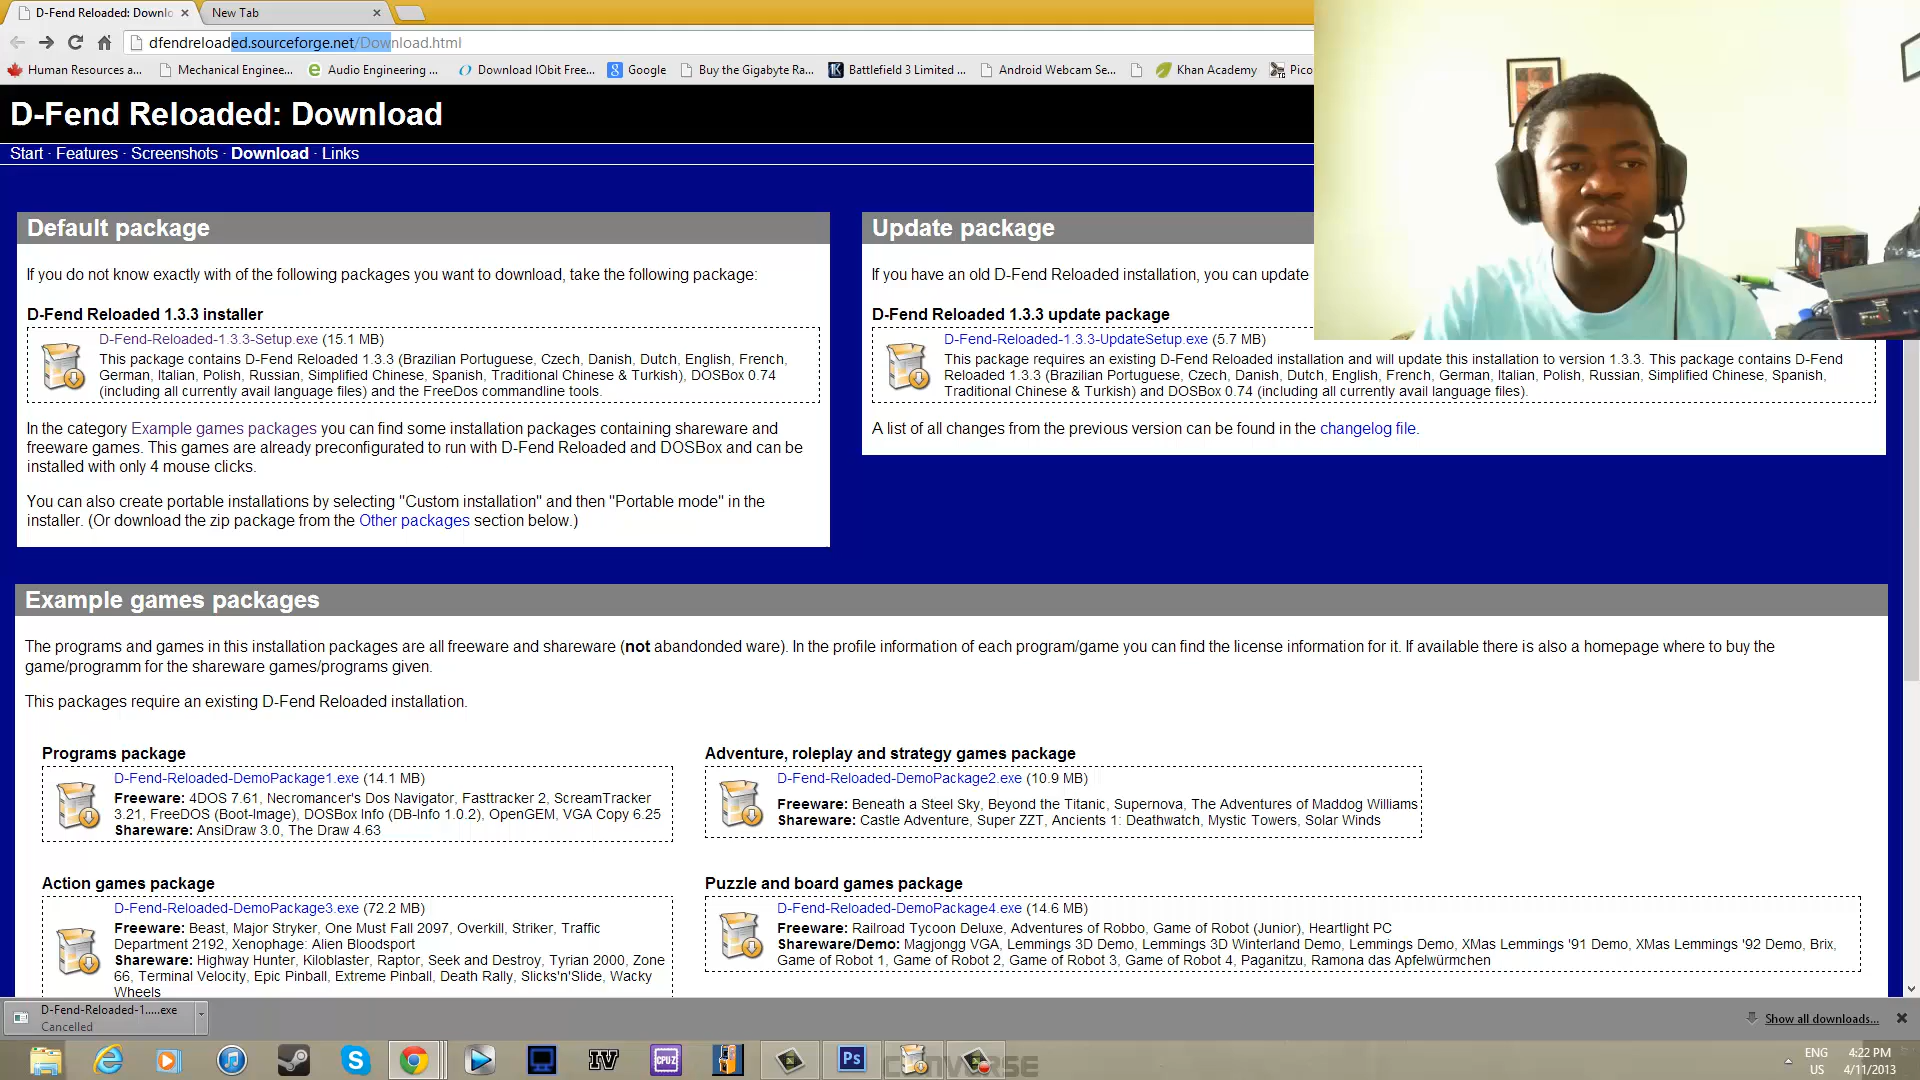 D-Fend Reloaded: Downlo
New Tab
dfendreloaded.sourceforge.net/Download.html
Human Resources a...
Mechanical Enginee...
Audio Engineering ...
Download IObit Free...
Google
Buy the Gigabyte Ra...
Battlefield 3 Limited ...
Android Webcam Se...
Khan Academy
Pico
D-Fend Reloaded: Download
Start · Features · Screenshots · Download · Links
Default package
If you do not know exactly with of the following packages you want to download, take the following package:
D-Fend Reloaded 1.3.3 installer
D-Fend-Reloaded-1.3.3-Setup.exe (15.1 MB)
This package contains D-Fend Reloaded 1.3.3 (Brazilian Portuguese, Czech, Danish, Dutch, English, French,
German, Italian, Polish, Russian, Simplified Chinese, Spanish, Traditional Chinese & Turkish), DOSBox 0.74
(including all currently avail language files) and the FreeDos commandline tools.
In the category Example games packages you can find some installation packages containing shareware and
freeware games. This games are already preconfigurated to run with D-Fend Reloaded and DOSBox and can be
installed with only 4 mouse clicks.
You can also create portable installations by selecting "Custom installation" and then "Portable mode" in the
installer. (Or download the zip package from the Other packages section below.)
Update package
If you have an old D-Fend Reloaded installation, you can update
D-Fend Reloaded 1.3.3 update package
D-Fend-Reloaded-1.3.3-UpdateSetup.exe (5.7 MB)
This package requires an existing D-Fend Reloaded installation and will update this installation to version 1.3.3. This package contains D-Fend
Reloaded 1.3.3 (Brazilian Portuguese, Czech, Danish, Dutch, English, French, German, Italian, Polish, Russian, Simplified Chinese, Spanish,
Traditional Chinese & Turkish) and DOSBox 0.74 (including all currently avail language files).
A list of all changes from the previous version can be found in the changelog file.
Example games packages
The programs and games in this installation packages are all freeware and shareware (not abandonded ware). In the profile information of each program/game you can find the license information for it. If available there is also a homepage where to buy the
game/programm for the shareware games/programs given.
This packages require an existing D-Fend Reloaded installation.
Programs package
D-Fend-Reloaded-DemoPackage1.exe (14.1 MB)
Freeware: 4DOS 7.61, Necromancer's Dos Navigator, Fasttracker 2, ScreamTracker
3.21, FreeDOS (Boot-Image), DOSBox Info (DB-Info 1.0.2), OpenGEM, VGA Copy 6.25
Shareware: AnsiDraw 3.0, The Draw 4.63
Adventure, roleplay and strategy games package
D-Fend-Reloaded-DemoPackage2.exe (10.9 MB)
Freeware: Beneath a Steel Sky, Beyond the Titanic, Supernova, The Adventures of Maddog Williams
Shareware: Castle Adventure, Super ZZT, Ancients 1: Deathwatch, Mystic Towers, Solar Winds
Action games package
D-Fend-Reloaded-DemoPackage3.exe (72.2 MB)
Freeware: Beast, Major Stryker, One Must Fall 2097, Overkill, Striker, Traffic
Department 2192, Xenophage: Alien Bloodsport
Shareware: Highway Hunter, Kiloblaster, Raptor, Seek and Destroy, Tyrian 2000, Zone
66, Terminal Velocity, Epic Pinball, Extreme Pinball, Death Rally, Slicks'n'Slide, Wacky
Wheels
Puzzle and board games package
D-Fend-Reloaded-DemoPackage4.exe (14.6 MB)
Freeware: Railroad Tycoon Deluxe, Adventures of Robbo, Game of Robot (Junior), Heartlight PC
Shareware/Demo: Magjongg VGA, Lemmings 3D Demo, Lemmings 3D Winterland Demo, Lemmings Demo, XMas Lemmings '91 Demo, XMas Lemmings '92 Demo, Brix,
Game of Robot 1, Game of Robot 2, Game of Robot 3, Game of Robot 4, Paganitzu, Ramona das Apfelwürmchen
D-Fend-Reloaded-1.....exe
Cancelled
Show all downloads...
IV
CPUZ
Ps
CONVERSE
ENG
US
4:22 PM
4/11/2013